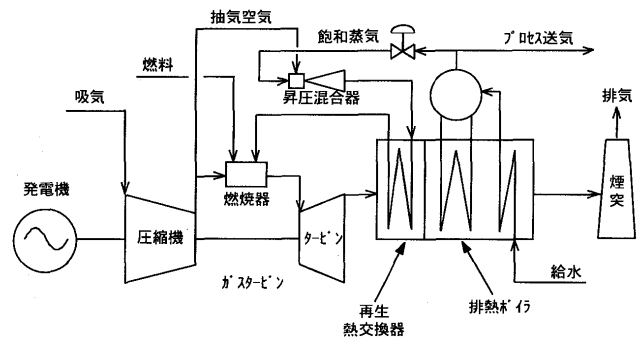 抽気空気
飽和蒸気
ﾌﾟﾛｾｽ送気
燃料
昇圧混合器
吸気
排気
発電機
圧縮機
燃焼器
ﾀｰﾋﾞﾝ
煙突
ｶﾞｽﾀｰﾋﾞﾝ
給水
再生
熱交換器
排熱ﾎﾞｲﾗ